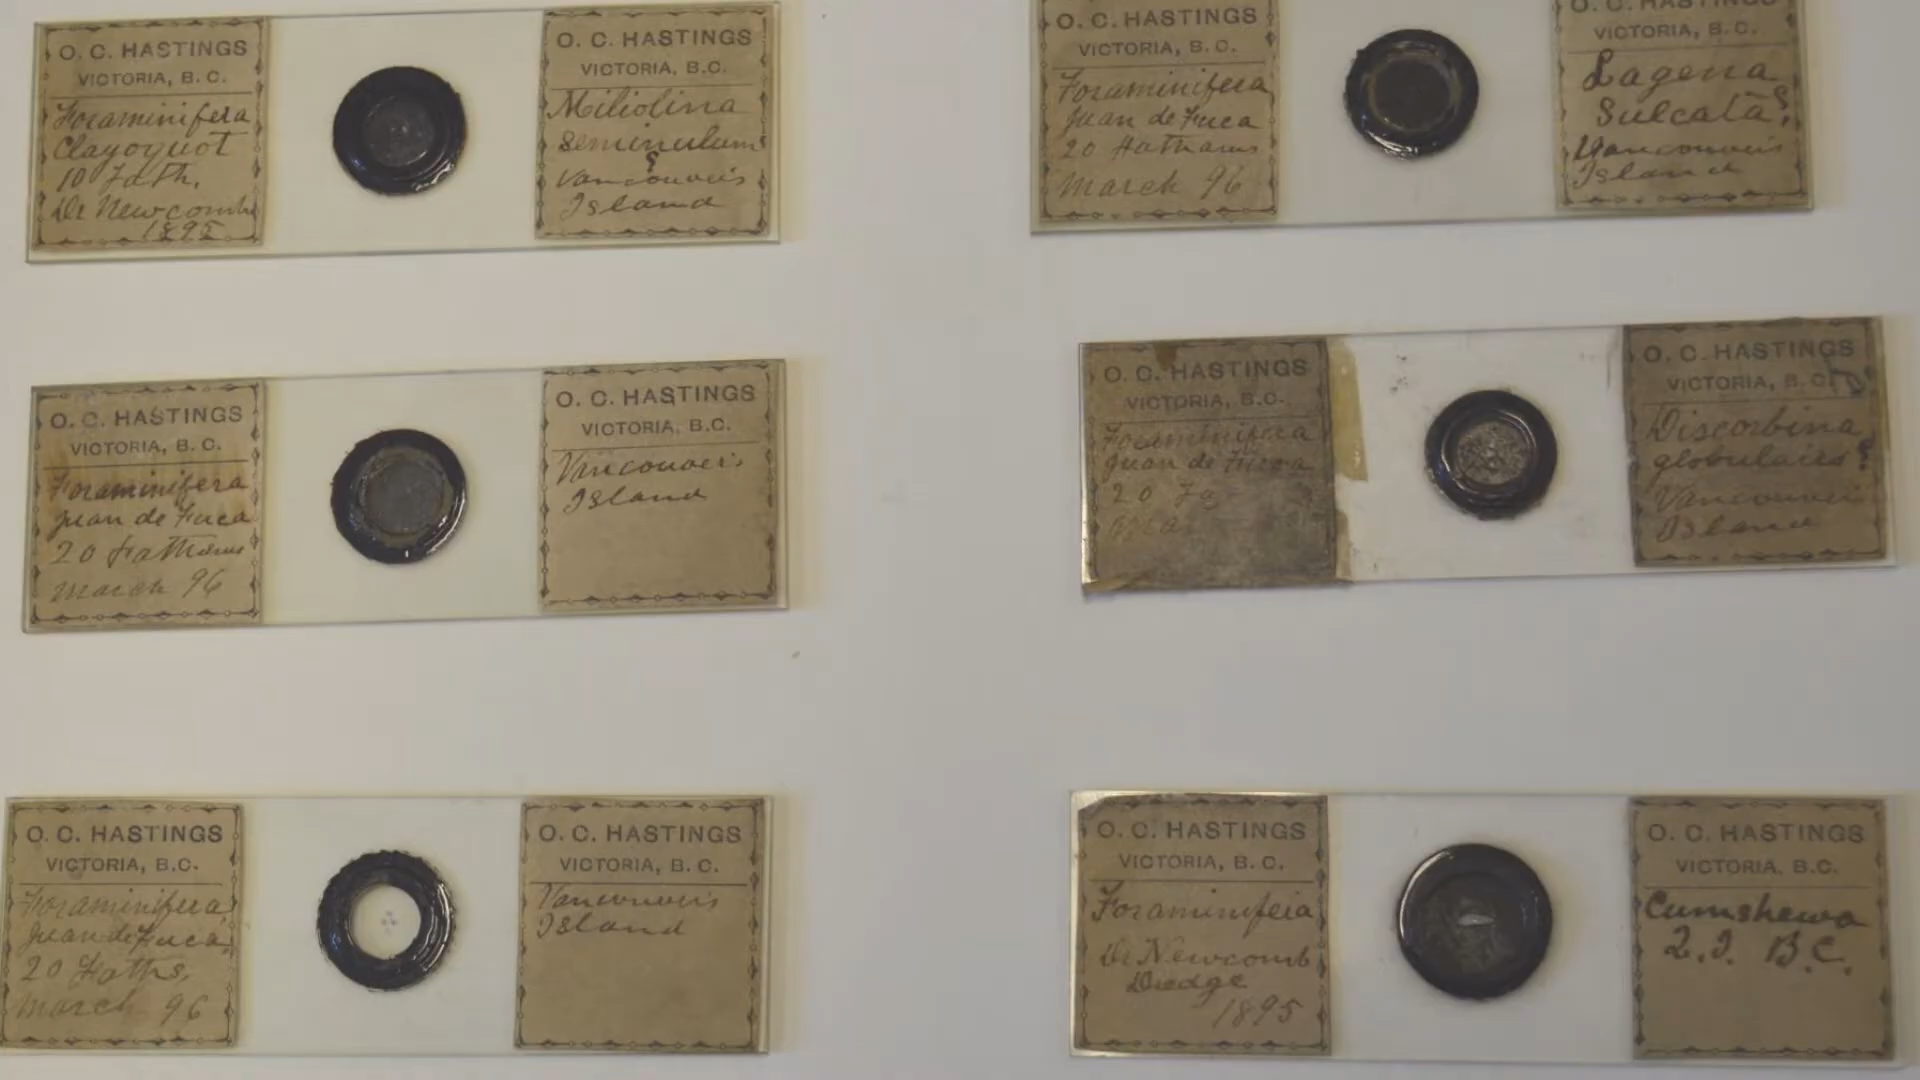 O. C. HASTINGS
VICTORIA, B. C.
Foraminifera
Clayoquot
10 Fath.
Dr Newcomb
1895
O. C. HASTINGS
VICTORIA, B.C.
Miliolina
Seminulum
?
Vancouver
Island
O. C. HASTINGS
VICTORIA, B. C.
Foraminifera
Juan de Fuca
20 Fathoms
March 96
O. C. HASTINGS
VICTORIA, B.C.
Lagena
Sulcata?
Vancouver
Island
O. C. HASTINGS
VICTORIA, B. C.
Foraminifera
Juan de Fuca
20 Fathoms
March 96
O. C. HASTINGS
VICTORIA, B.C.
Vancouver
Island
O. C. HASTINGS
VICTORIA, B.C.
Foraminifera
Juan de Fuca
20
O. C. HASTINGS
VICTORIA, B.C.
Discorbina
?
Vancouver
Island
O. C. HASTINGS
VICTORIA, B.C.
Foraminifera
Juan de Fuca
20 Faths,
March 96
O. C. HASTINGS
VICTORIA, B.C.
Vancouver
Island
O. C. HASTINGS
VICTORIA, B. C.
Foraminifera
Dr Newcomb
Dredge
1895
O. C. HASTINGS
VICTORIA, B.C.
Cumshewa
Q.I. B.C.